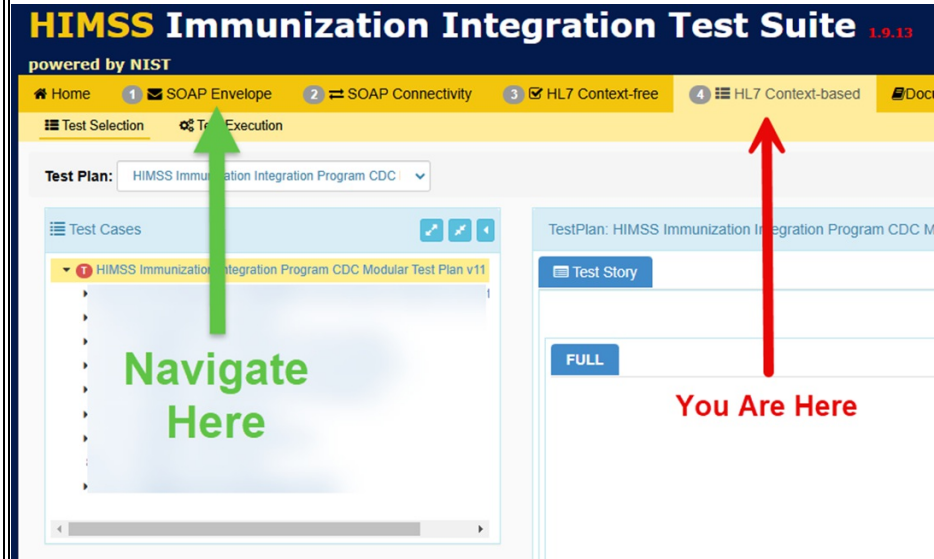 HIMSS Immunization Integration Test Suite 1.9.13
powered by NIST
Home 1 SOAP Envelope 2 SOAP Connectivity 3 HL7 Context-free 4 HL7 Context-based
Test Selection Execution
Test Plan: HIMSS Immunization Integration Program CDC
Test Cases
TestPlan: HIMSS Immunization Integration Program CDC
T HIMSS Immunization Integration Program CDC Modular Test Plan v11
Test Story
FULL
Navigate
Here
You Are Here